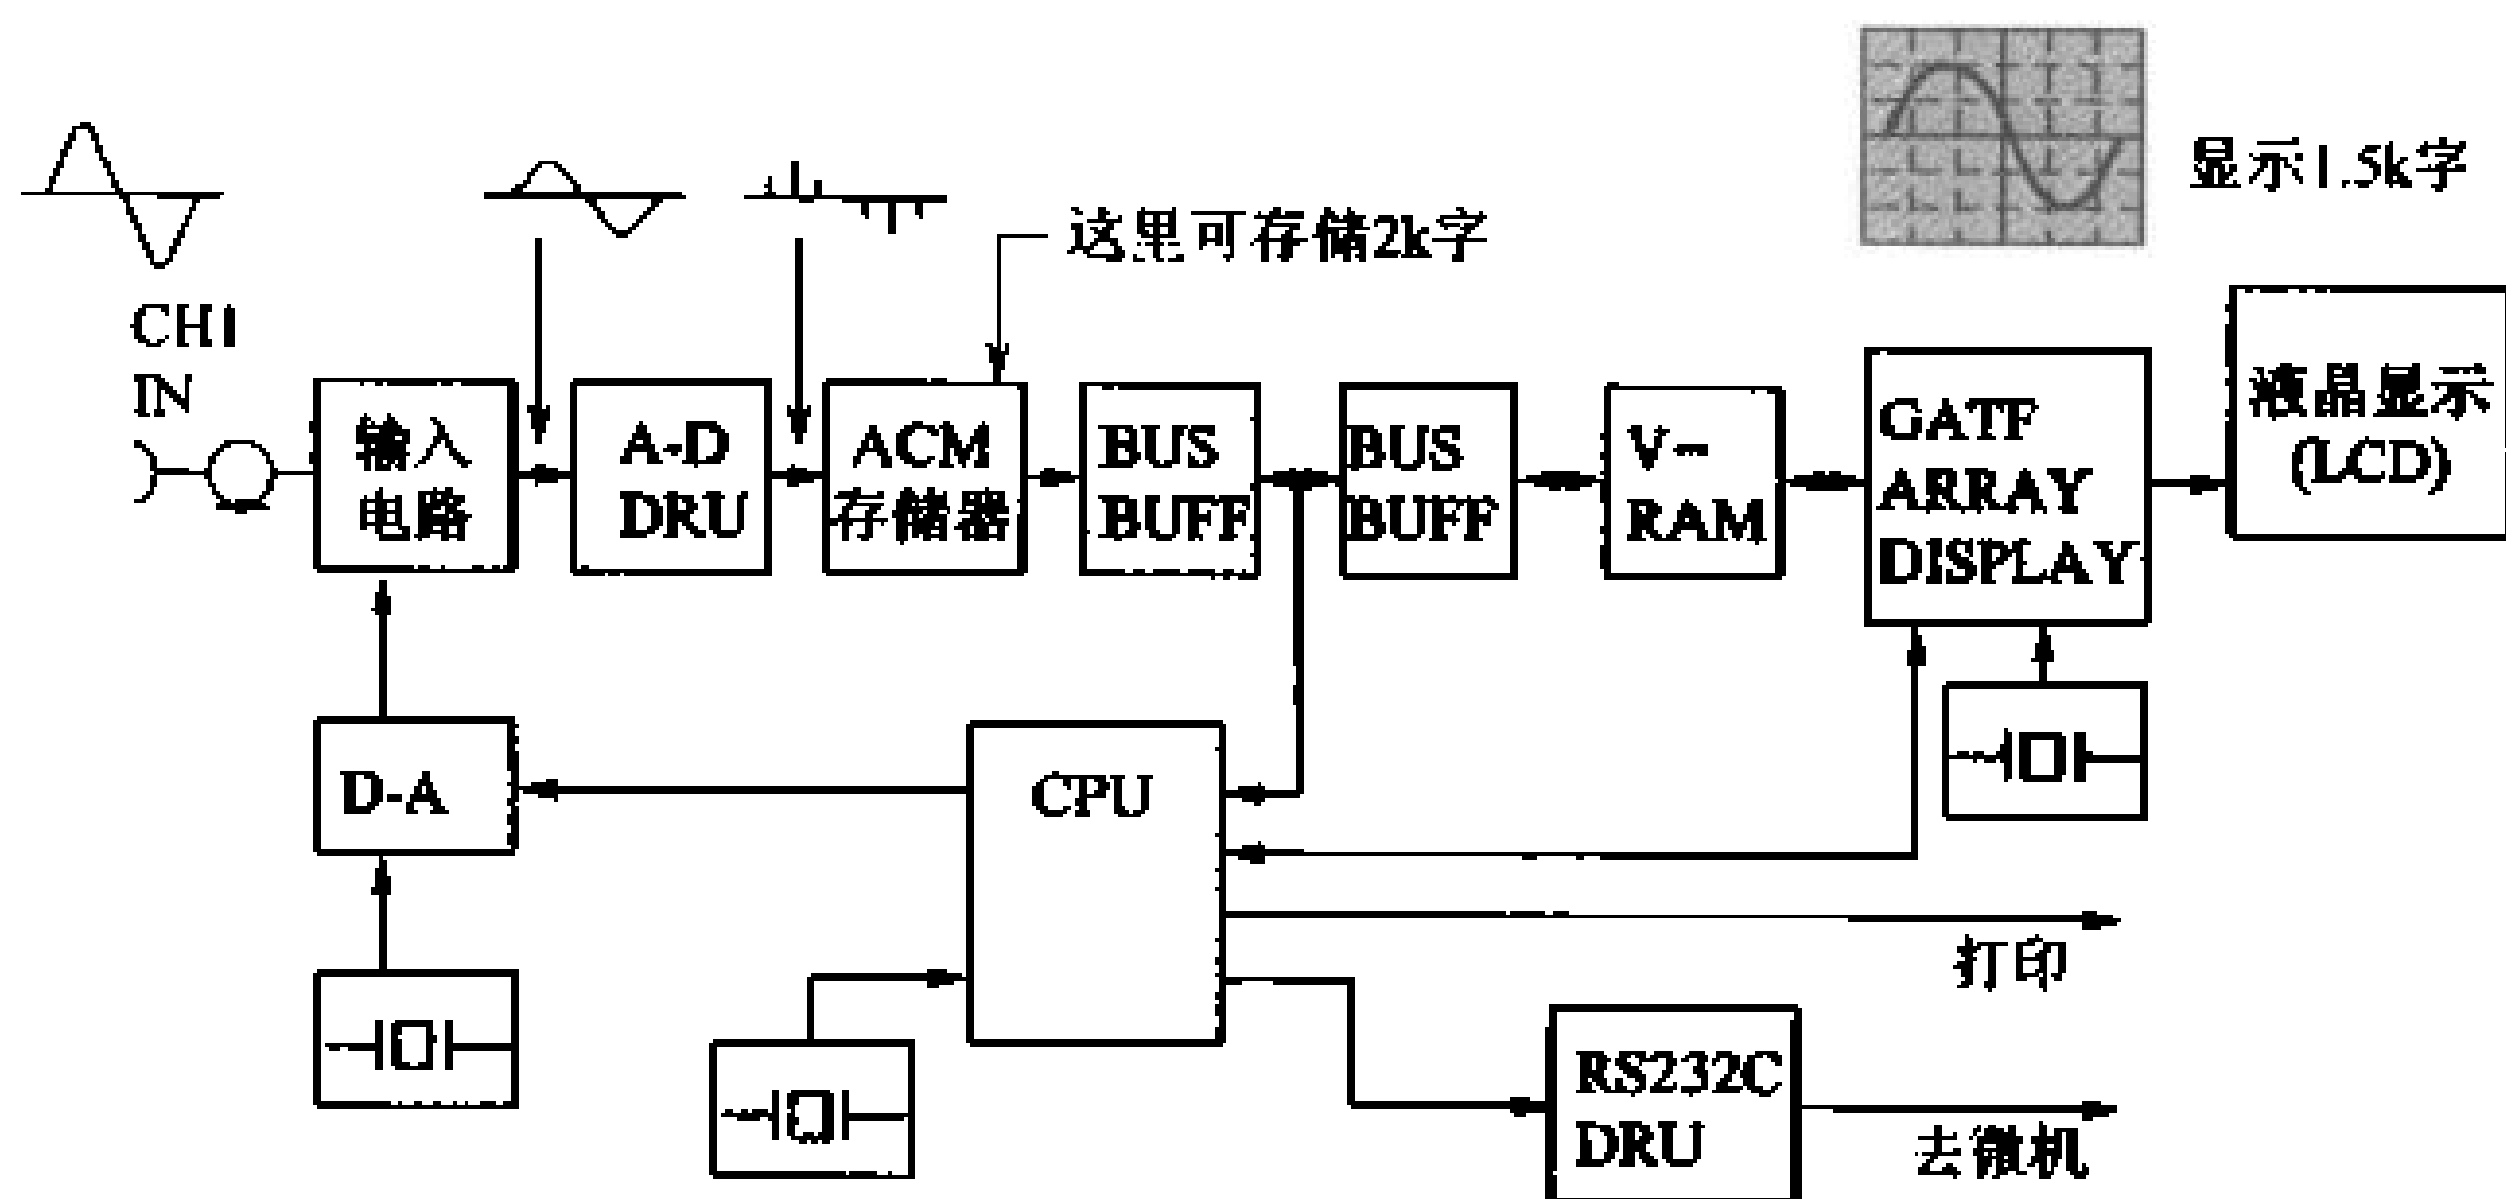 显示1.5k字
这里可存储2k字
CH1
IN
输入
电路
A-D
DRU
ACM
存储器
BUS
BUFF
BUS
BUFF
V-
RAM
GATF
ARRAY
DISPLAY
液晶显示
(LCD)
D-A
CPU
打印
RS232C
DRU
去微机